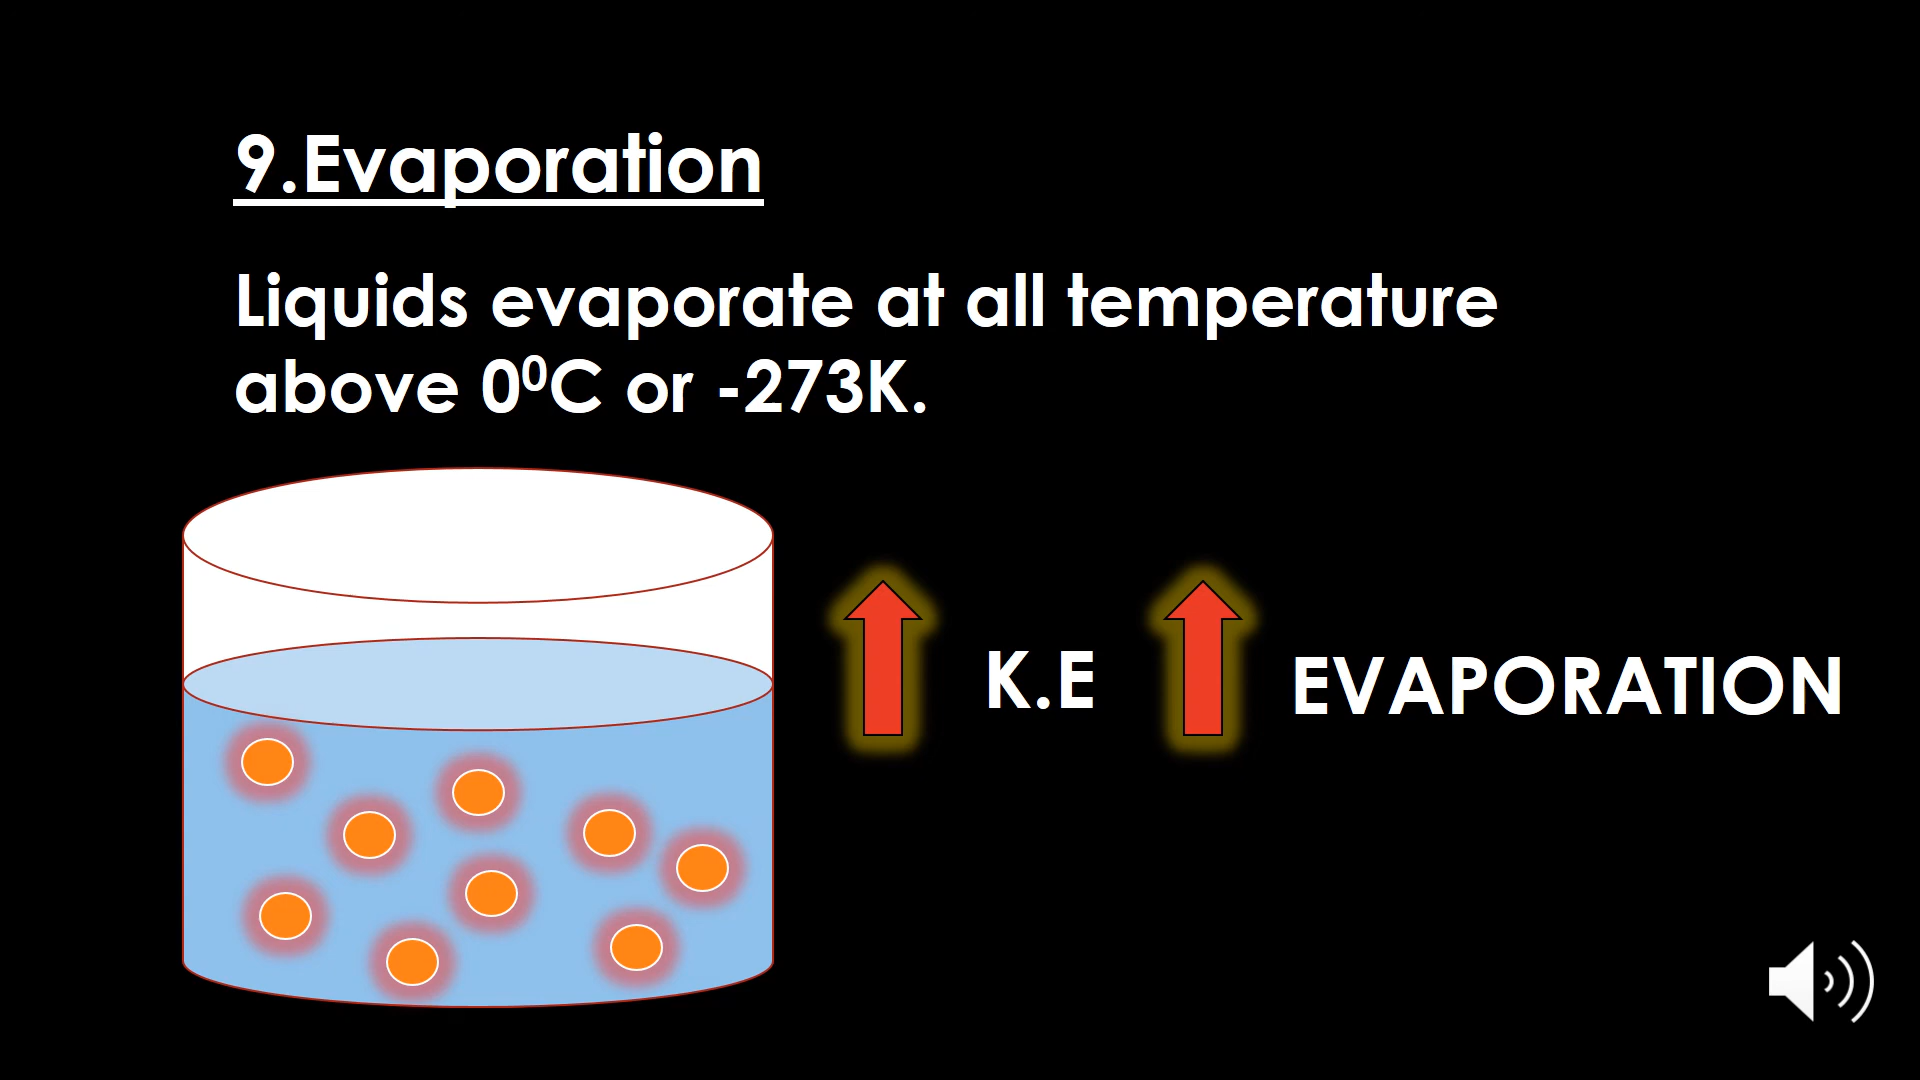 9.Evaporation
Liquids evaporate at all temperature
above 0⁰C or -273K.
K.E
EVAPORATION